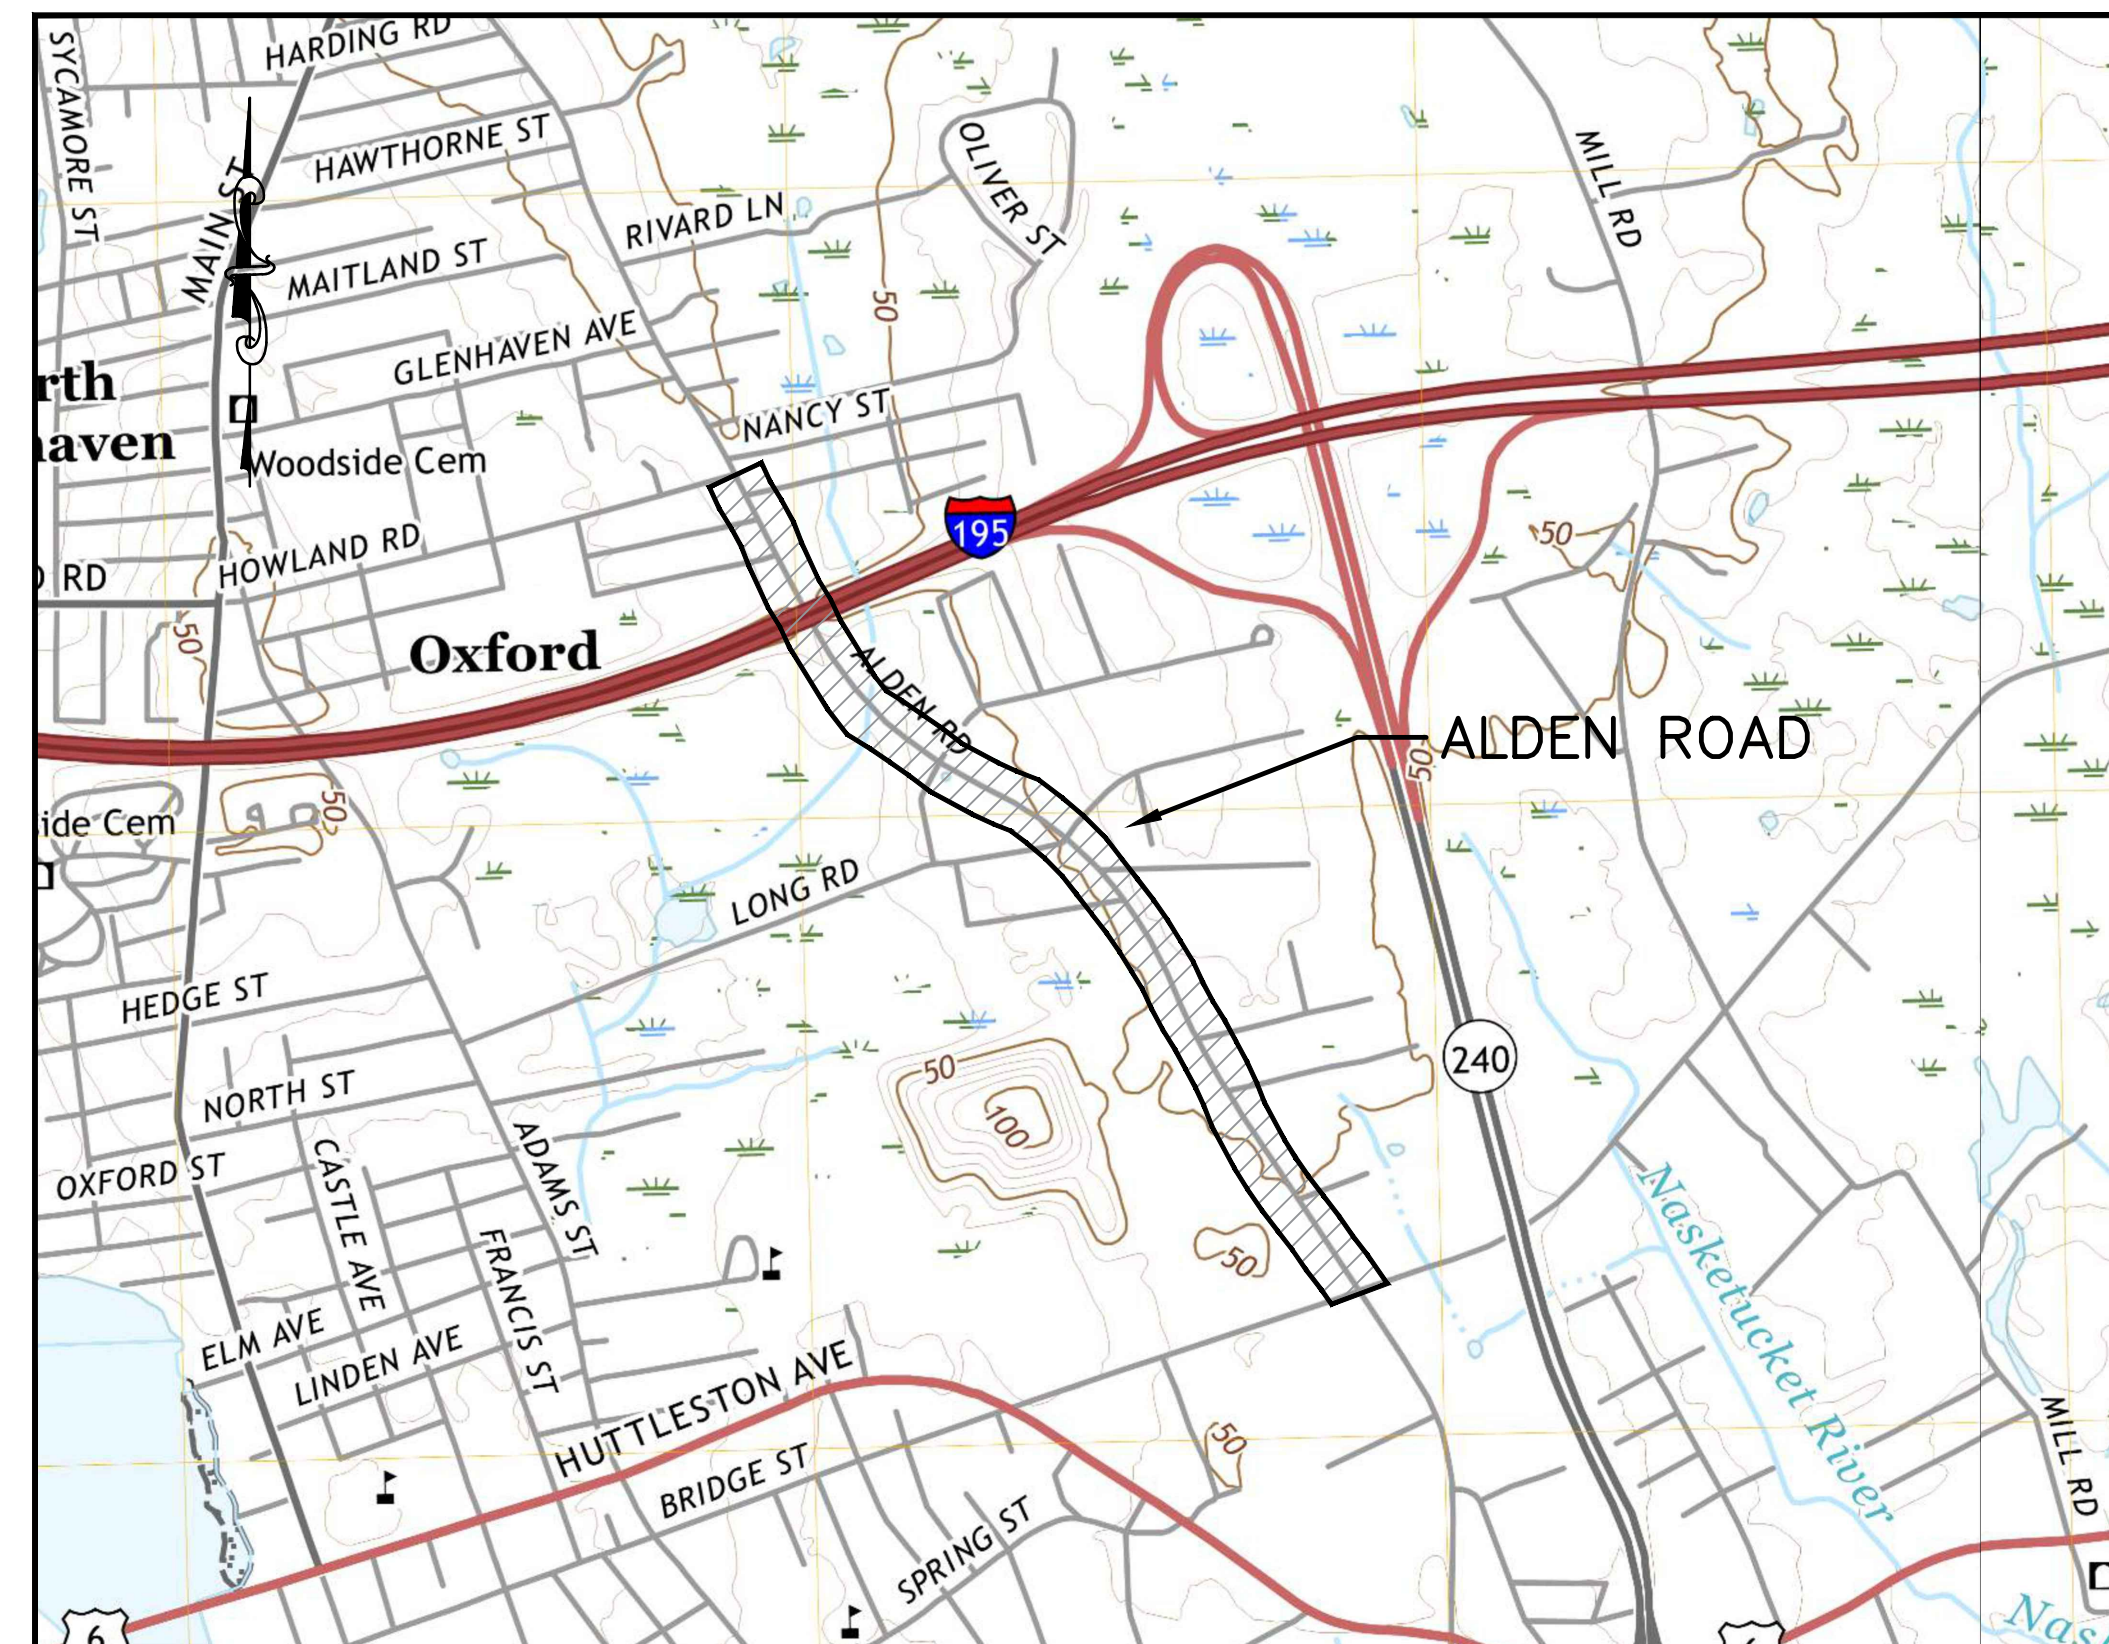 SYCAMORE ST
HARDING RD
HAWTHORNE ST
OLIVER ST
MILL RD
MAIN ST
RIVARD LN
MAITLAND ST
50
GLENHAVEN AVE
rth
haven
NANCY ST
Woodside Cem
195
50
HOWLAND RD
RD
50
Oxford
ALDEN RD
ALDEN ROAD
50
50
ide Cem
LONG RD
HEDGE ST
240
50
100
NORTH ST
OXFORD ST
CASTLE AVE
ADAMS ST
FRANCIS ST
50
Nasketucket River
ELM AVE
LINDEN AVE
HUTTLESTON AVE
50
MILL RD
BRIDGE ST
SPRING ST
6
Nas